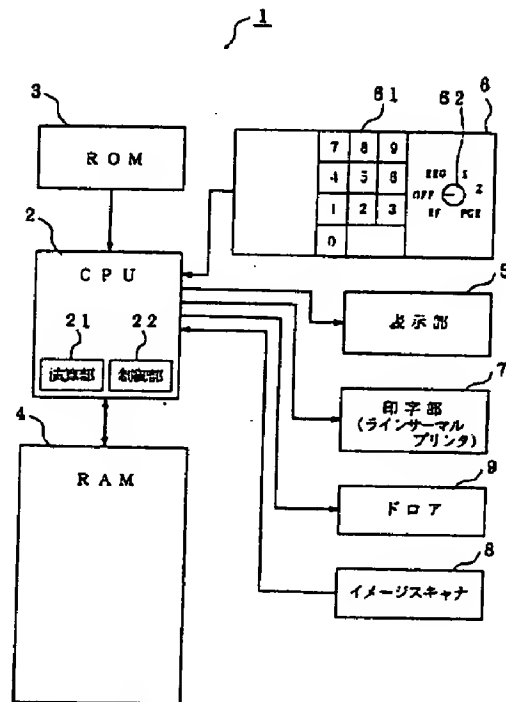 1
3
ROM
2
CPU
21
22
演算部
制御部
4
RAM
61
62
6
7 8 9
4 5 6
1 2 3
0
REG
S
OFF
Z
RF
PGM
5
表示部
7
印字部
(ラインサーマル
プリンタ)
9
ドロア
8
イメージスキャナ